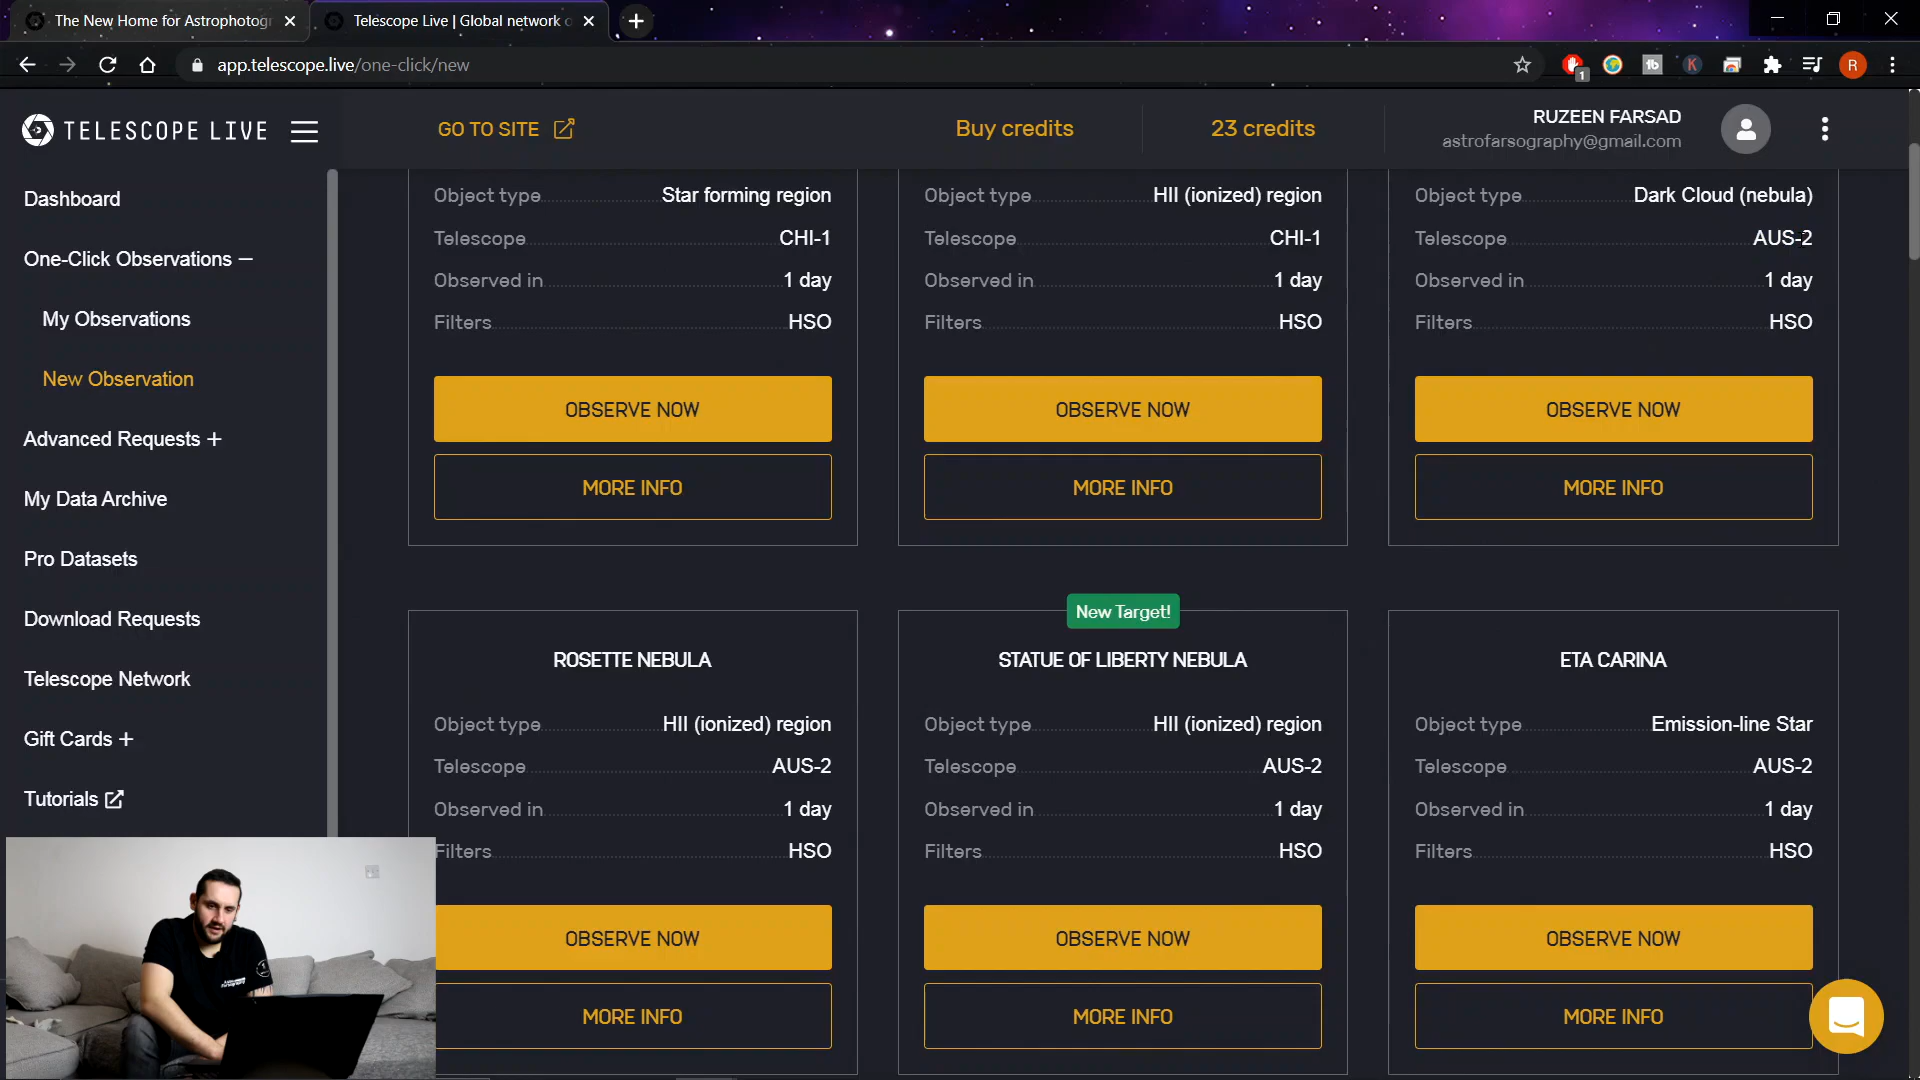 The New Home for Astrophotogr
Telescope Live | Global network o
app.telescope.live/one-click/new
1
tb
K
R
TELESCOPE LIVE
GO TO SITE
Buy credits
23 credits
RUZEEN FARSAD
astrofarsography@gmail.com
Dashboard
One-Click Observations –
My Observations
New Observation
Advanced Requests +
My Data Archive
Pro Datasets
Download Requests
Telescope Network
Gift Cards +
Tutorials
Object type Star forming region
Telescope CHI-1
Observed in 1 day
Filters HSO
OBSERVE NOW
MORE INFO
Object type HII (ionized) region
Telescope CHI-1
Observed in 1 day
Filters HSO
OBSERVE NOW
MORE INFO
Object type Dark Cloud (nebula)
Telescope AUS-2
Observed in 1 day
Filters HSO
OBSERVE NOW
MORE INFO
ROSETTE NEBULA
Object type HII (ionized) region
Telescope AUS-2
Observed in 1 day
Filters HSO
OBSERVE NOW
MORE INFO
New Target!
STATUE OF LIBERTY NEBULA
Object type HII (ionized) region
Telescope AUS-2
Observed in 1 day
Filters HSO
OBSERVE NOW
MORE INFO
ETA CARINA
Object type Emission-line Star
Telescope AUS-2
Observed in 1 day
Filters HSO
OBSERVE NOW
MORE INFO